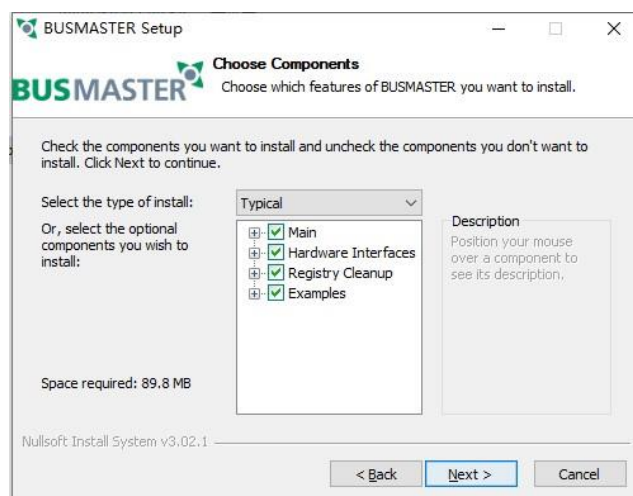 BUSMASTER Setup
BUSMASTER
Choose Components
Choose which features of BUSMASTER you want to install.
Check the components you want to install and uncheck the components you don't want to
install. Click Next to continue.
Select the type of install:
Typical
Or, select the optional
components you wish to
install:
Main
Hardware Interfaces
Registry Cleanup
Examples
Description
Position your mouse
over a component to
see its description.
Space required: 89.8 MB
Nullsoft Install System v3.02.1
< Back
Next >
Cancel